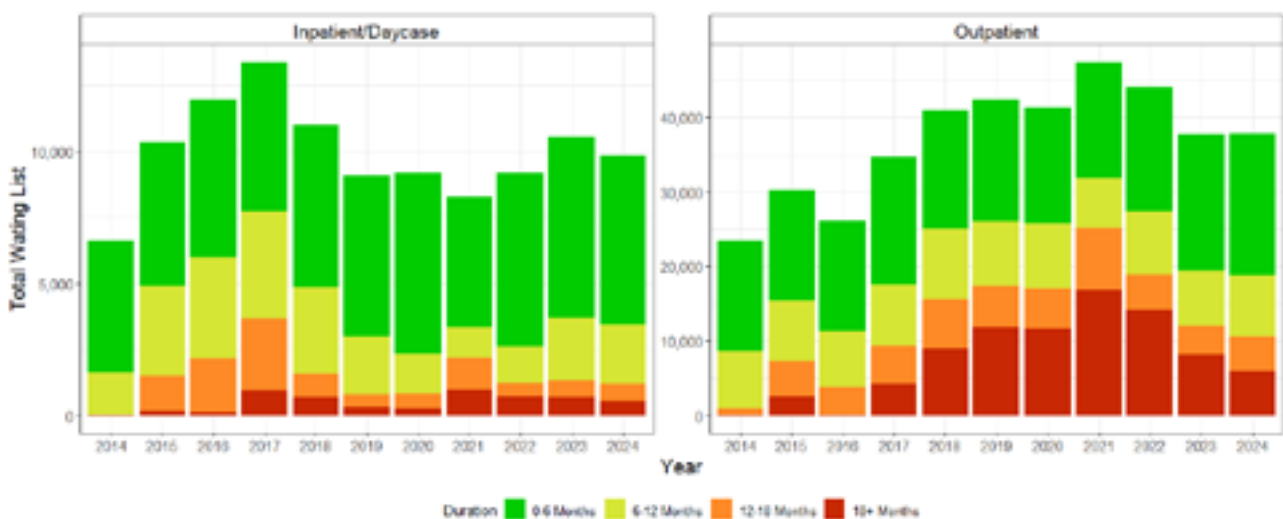 Inpatient/Daycase
Outpatient
Total Wating List
10,000
5,000
0
40,000
30,000
20,000
10,000
0
2014 2015 2016 2017 2018 2019 2020 2021 2022 2023 2024
2014 2015 2016 2017 2018 2019 2020 2021 2022 2023 2024
Year
Duration 0-6 Months 6-12 Months 12-18 Months 18+ Months